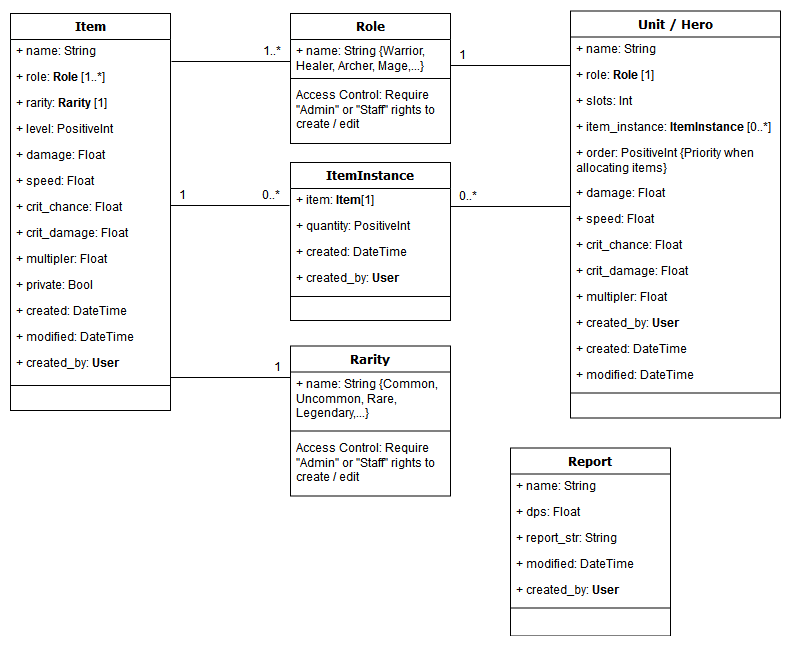 Item
+ name: String
+ role: Role [1..*]
+ rarity: Rarity [1]
+ level: PositiveInt
+ damage: Float
+ speed: Float
+ crit_chance: Float
+ crit_damage: Float
+ multipler: Float
+ private: Bool
+ created: DateTime
+ modified: DateTime
+ created_by: User
1..*
1
0..*
1
Role
+ name: String {Warrior,
Healer, Archer, Mage,...}
Access Control: Require
"Admin" or "Staff" rights to
create / edit
ItemInstance
+ item: Item[1]
+ quantity: PositiveInt
+ created: DateTime
+ created_by: User
Rarity
+ name: String {Common,
Uncommon, Rare,
Legendary,...}
Access Control: Require
"Admin" or "Staff" rights to
create / edit
1
0..*
Unit / Hero
+ name: String
+ role: Role [1]
+ slots: Int
+ item_instance: ItemInstance [0..*]
+ order: PositiveInt {Priority when
allocating items}
+ damage: Float
+ speed: Float
+ crit_chance: Float
+ crit_damage: Float
+ multipler: Float
+ created_by: User
+ created: DateTime
+ modified: DateTime
Report
+ name: String
+ dps: Float
+ report_str: String
+ modified: DateTime
+ created_by: User